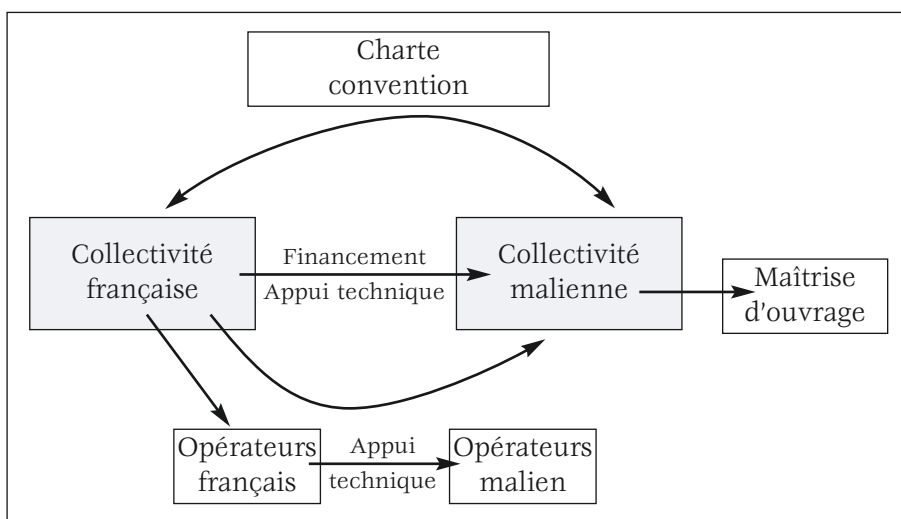 Charte
convention
Collectivité
française
Financement
Appui technique
Collectivité
malienne
Maîtrise
d'ouvrage
Opérateurs
français
Appui
technique
Opérateurs
malien